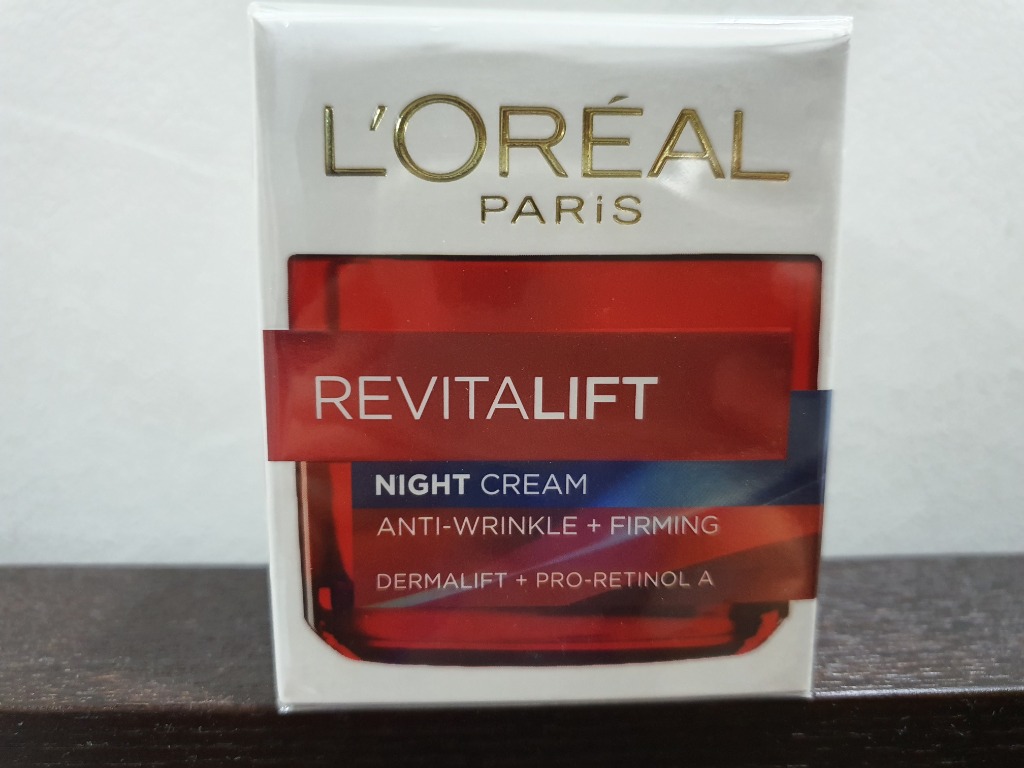 L'ORÉAL
PARiS
REVITALIFT
NIGHT CREAM
ANTI-WRINKLE + FIRMING
DERMALIFT + PRO-RETINOL A